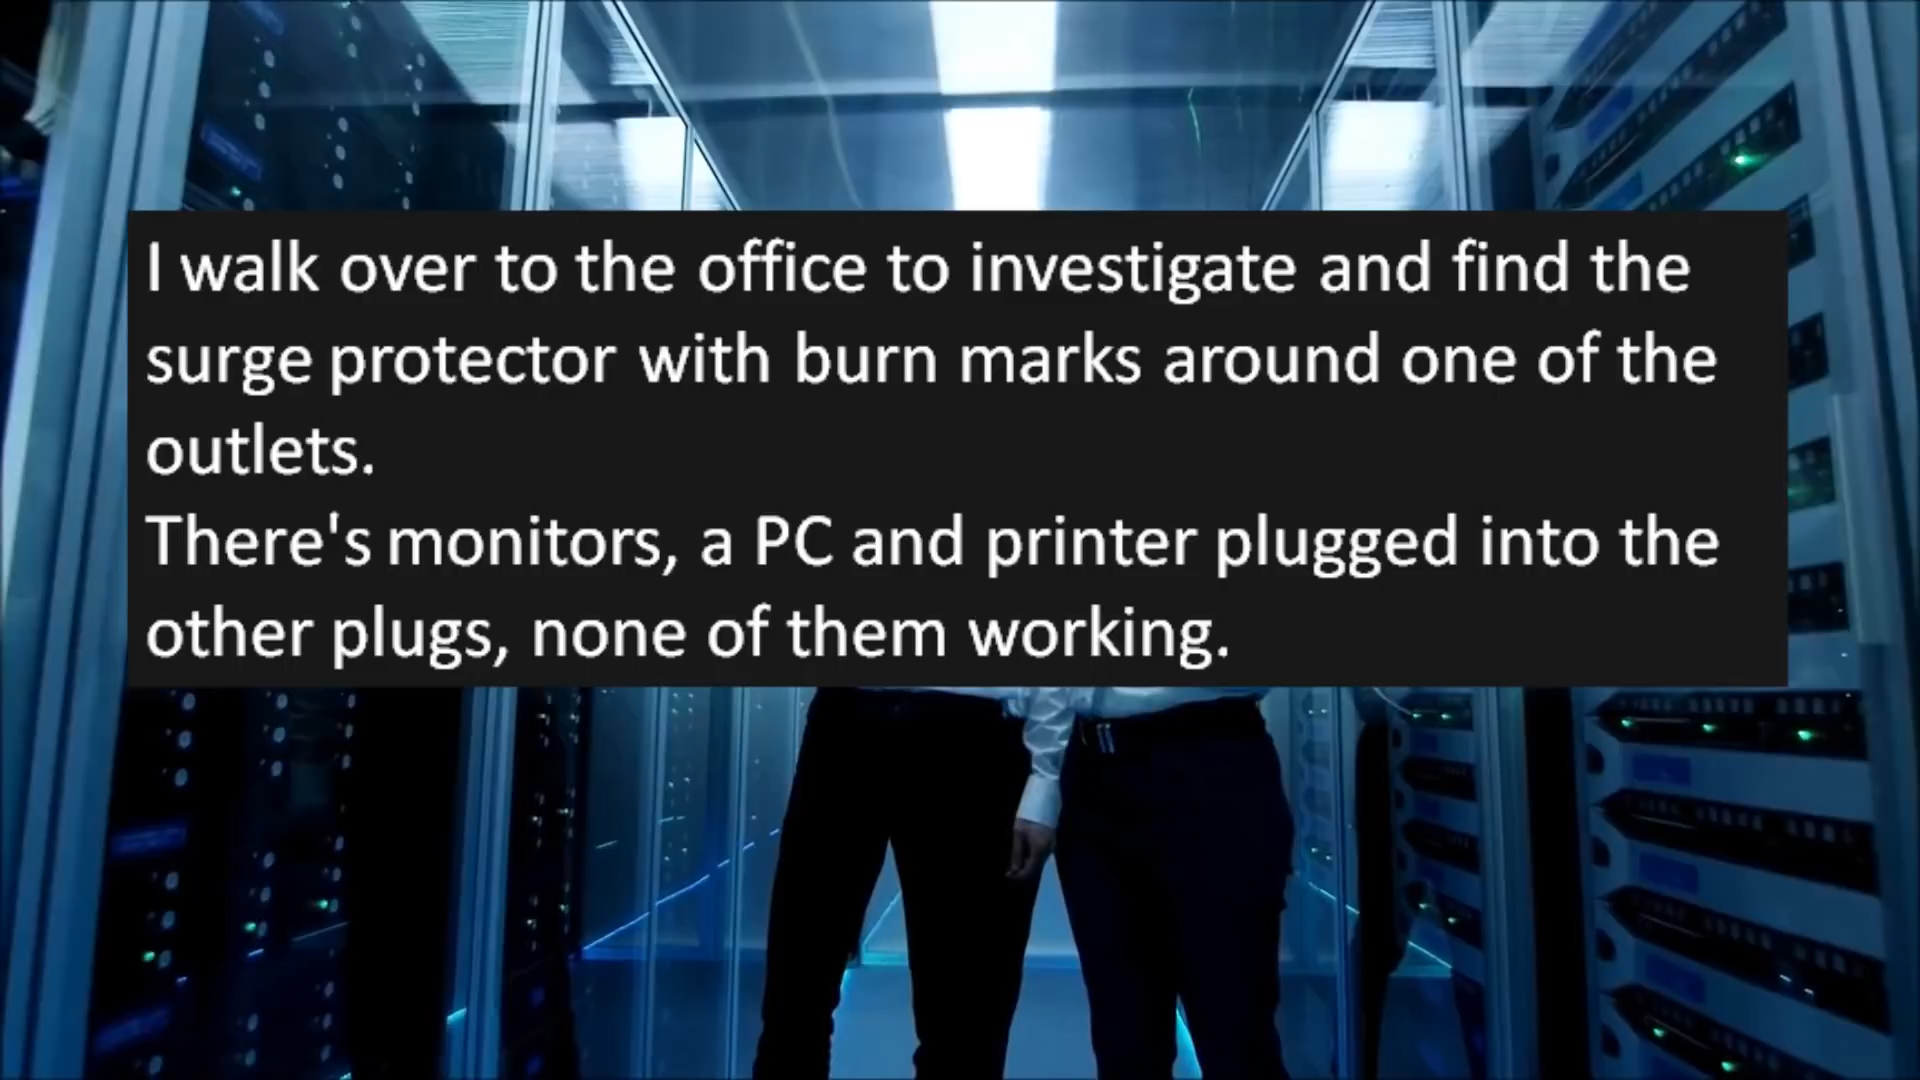 I walk over to the office to investigate and find the
surge protector with burn marks around one of the
outlets.
There's monitors, a PC and printer plugged into the
other plugs, none of them working.